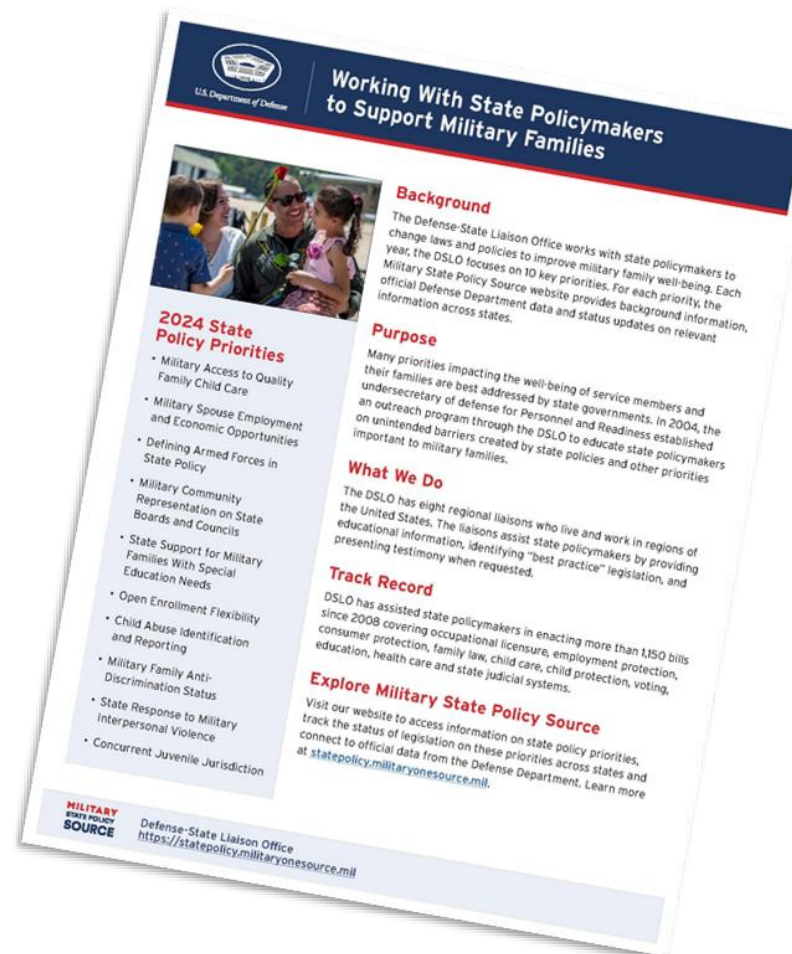 U.S. Department of Defense
Working With State Policymakers
to Support Military Families
2024 State
Policy Priorities
• Military Access to Quality
Family Child Care
• Military Spouse Employment
and Economic Opportunities
• Defining Armed Forces in
State Policy
• Military Community
Representation on State
Boards and Councils
• State Support for Military
Families With Special
Education Needs
• Open Enrollment Flexibility
• Child Abuse Identification
and Reporting
• Military Family Anti-
Discrimination Status
• State Response to Military
Interpersonal Violence
• Concurrent Juvenile Jurisdiction
Background
The Defense-State Liaison Office works with state policymakers to
change laws and policies to improve military family well-being. Each
year, the DSLO focuses on 10 key priorities. For each priority, the
Military State Policy Source website provides background information,
official Defense Department data and status updates on relevant
information across states.
Purpose
Many priorities impacting the well-being of service members and
their families are best addressed by state governments. In 2004, the
undersecretary of defense for Personnel and Readiness established
an outreach program through the DSLO to educate state policymakers
on unintended barriers created by state policies and other priorities
important to military families.
What We Do
The DSLO has eight regional liaisons who live and work in regions of
the United States. The liaisons assist state policymakers by providing
educational information, identifying "best practice" legislation, and
presenting testimony when requested.
Track Record
DSLO has assisted state policymakers in enacting more than 1,150 bills
since 2008 covering occupational licensure, employment protection,
consumer protection, family law, child care, child protection, voting,
education, health care and state judicial systems.
Explore Military State Policy Source
Visit our website to access information on state policy priorities,
track the status of legislation on these priorities across states and
connect to official data from the Defense Department. Learn more
at statepolicy.militaryonesource.mil.
MILITARY
STATE POLICY
SOURCE
Defense-State Liaison Office
https://statepolicy.militaryonesource.mil